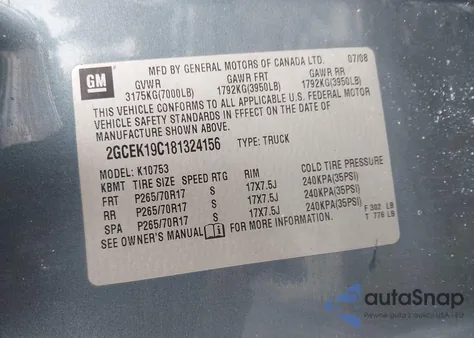 GM
MFD BY GENERAL MOTORS OF CANADA LTD. 07/08
GVWR GAWR FRT GAWR RR
3175KG(7000LB) 1792KG(3950LB) 1792KG(3950LB)
THIS VEHICLE CONFORMS TO ALL APPLICABLE U.S. FEDERAL MOTOR
VEHICLE SAFETY STANDARDS IN EFFECT ON THE DATE OF
MANUFACTURE SHOWN ABOVE.
2GCEK19C181324156 TYPE: TRUCK
MODEL: K10753
KBMT TIRE SIZE SPEED RTG RIM COLD TIRE PRESSURE
FRT P265/70R17 S 17X7.5J 240KPA(35PSI)
RR P265/70R17 S 17X7.5J 240KPA(35PSI)
SPA P265/70R17 S 17X7.5J 240KPA(35PSI)
SEE OWNER'S MANUAL FOR MORE INFORMATION.
F 302 LB
T 776 LB
autoSnap